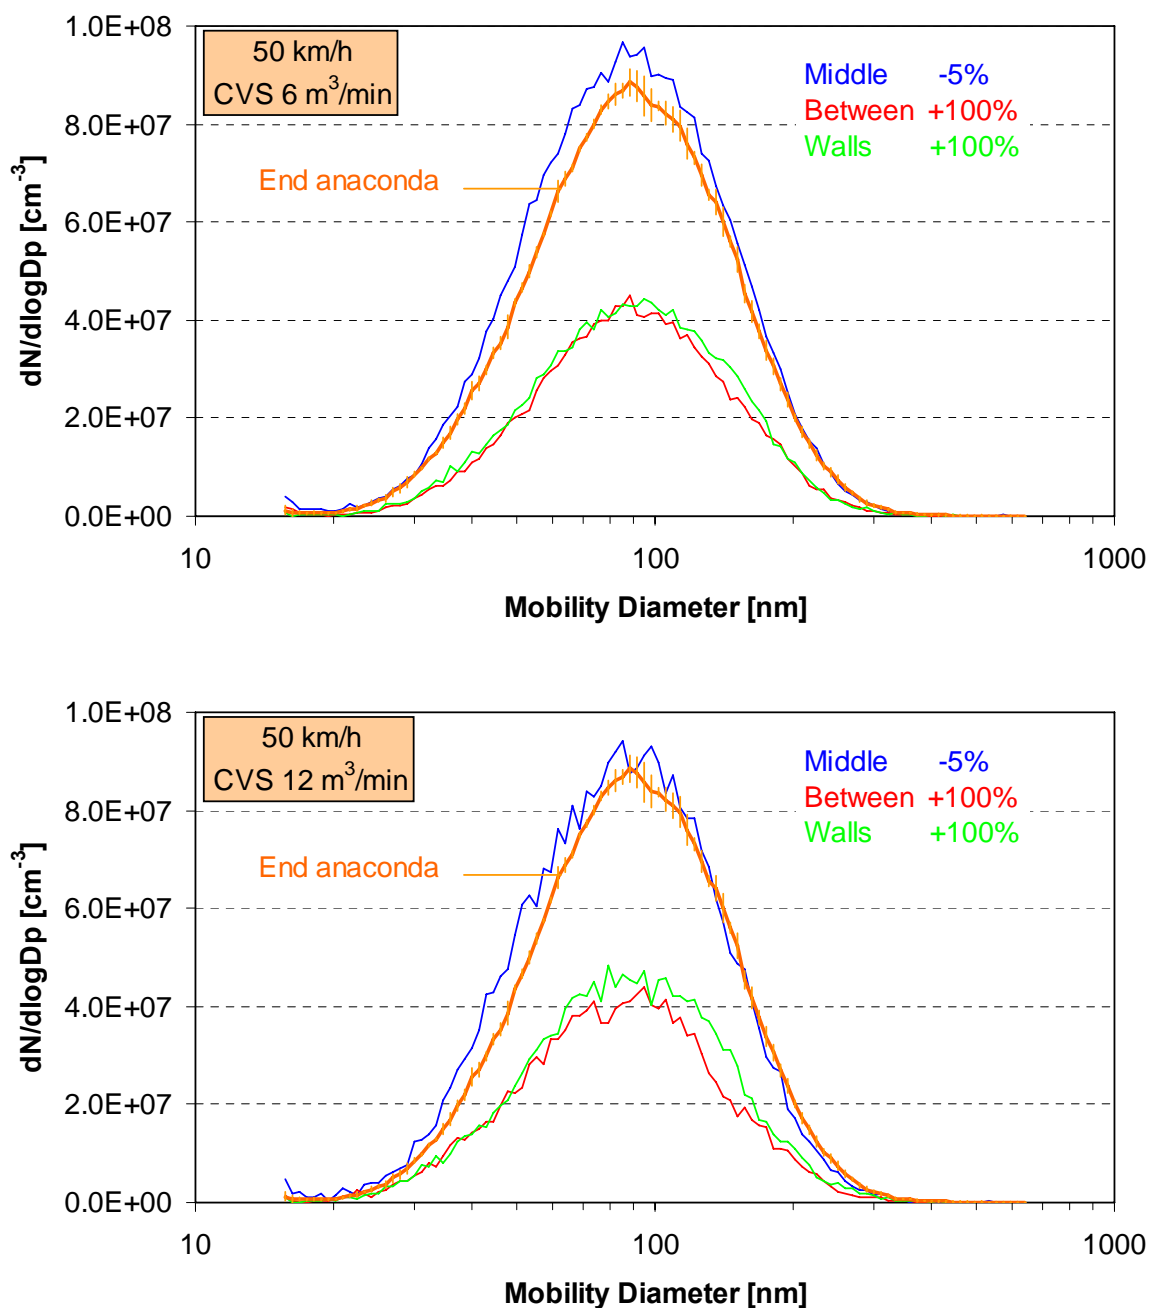 1.0E+08
8.0E+07
6.0E+07
4.0E+07
2.0E+07
0.0E+00
dN/dlogDp [cm⁻³]
50 km/h
CVS 6 m³/min
Middle -5%
Between +100%
Walls +100%
End anaconda
10 100 1000
Mobility Diameter [nm]
1.0E+08
8.0E+07
6.0E+07
4.0E+07
2.0E+07
0.0E+00
dN/dlogDp [cm⁻³]
50 km/h
CVS 12 m³/min
Middle -5%
Between +100%
Walls +100%
End anaconda
10 100 1000
Mobility Diameter [nm]